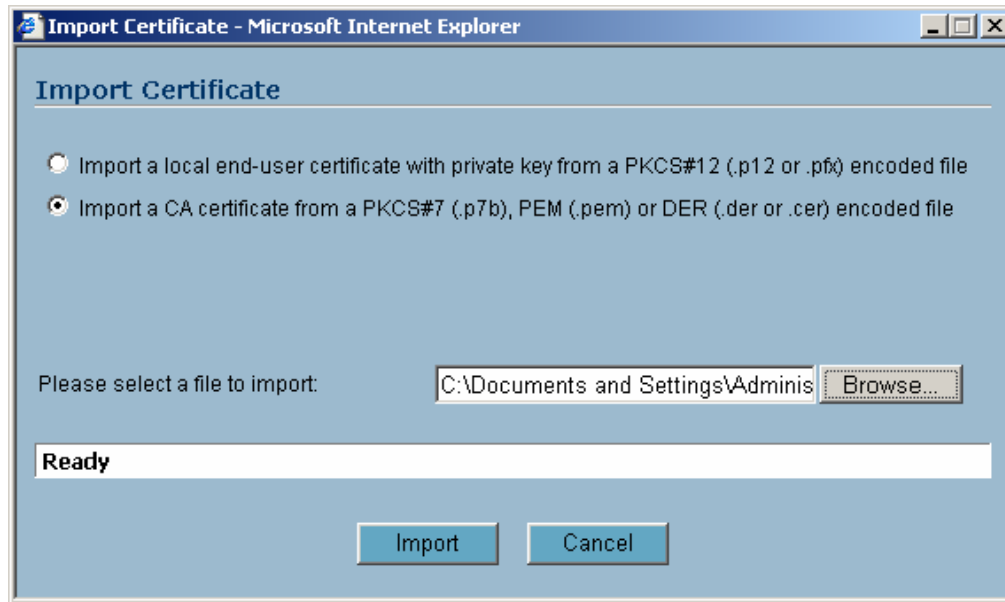 Import Certificate - Microsoft Internet Explorer
Import Certificate
Import a local end-user certificate with private key from a PKCS#12 (.p12 or .pfx) encoded file
Import a CA certificate from a PKCS#7 (.p7b), PEM (.pem) or DER (.der or .cer) encoded file
Please select a file to import: C:\Documents and Settings\Adminis Browse...
Ready
Import Cancel